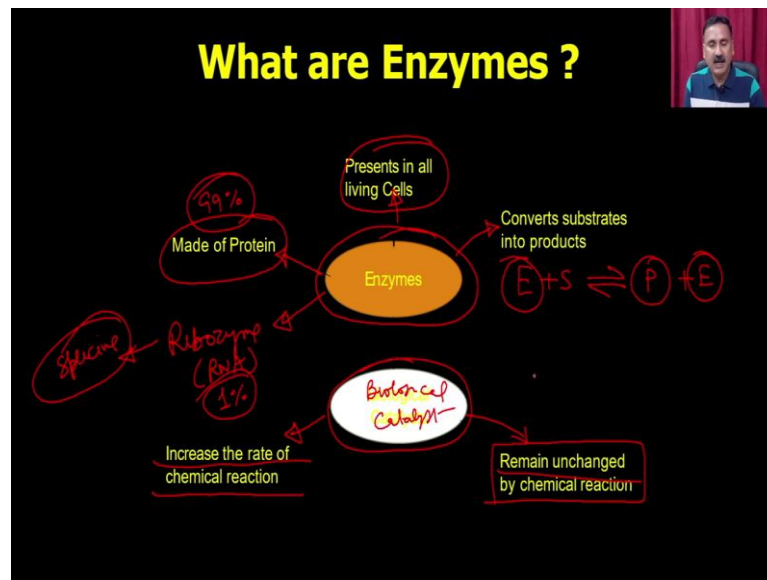 What are Enzymes ?
Presents in all
living Cells
99%
Made of Protein
Converts substrates
into products
Enzymes
E + S ⇌ P + E
Ribozyme
(RNA)
1%
Biological
Catalyst
Increase the rate of
chemical reaction
Remain unchanged
by chemical reaction